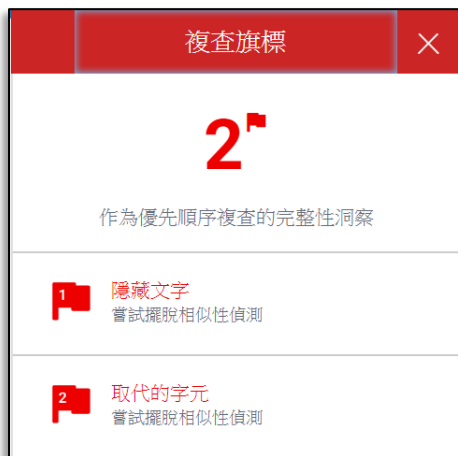 複查旗標
2
作為優先順序複查的完整性洞察
1
隱藏文字
嘗試擺脫相似性偵測
2
取代的字元
嘗試擺脫相似性偵測